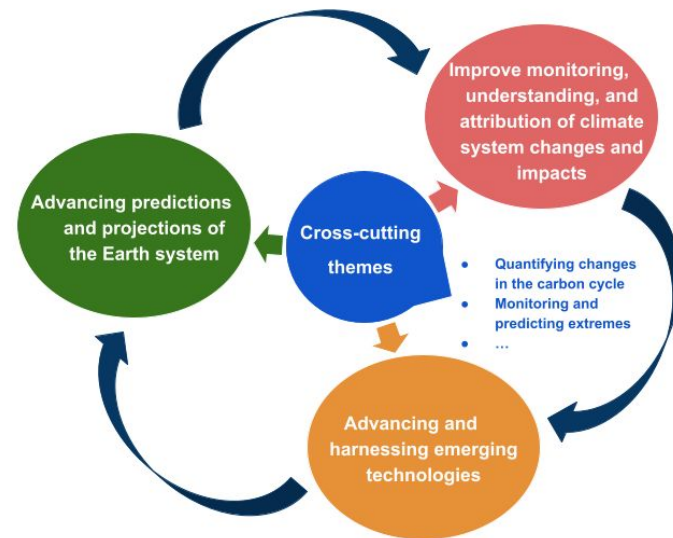 Improve monitoring,
understanding, and
attribution of climate
system changes and
impacts
Advancing predictions
and projections of
the Earth system
Cross-cutting
themes
● Quantifying changes
in the carbon cycle
● Monitoring and
predicting extremes
● ...
Advancing and
harnessing emerging
technologies